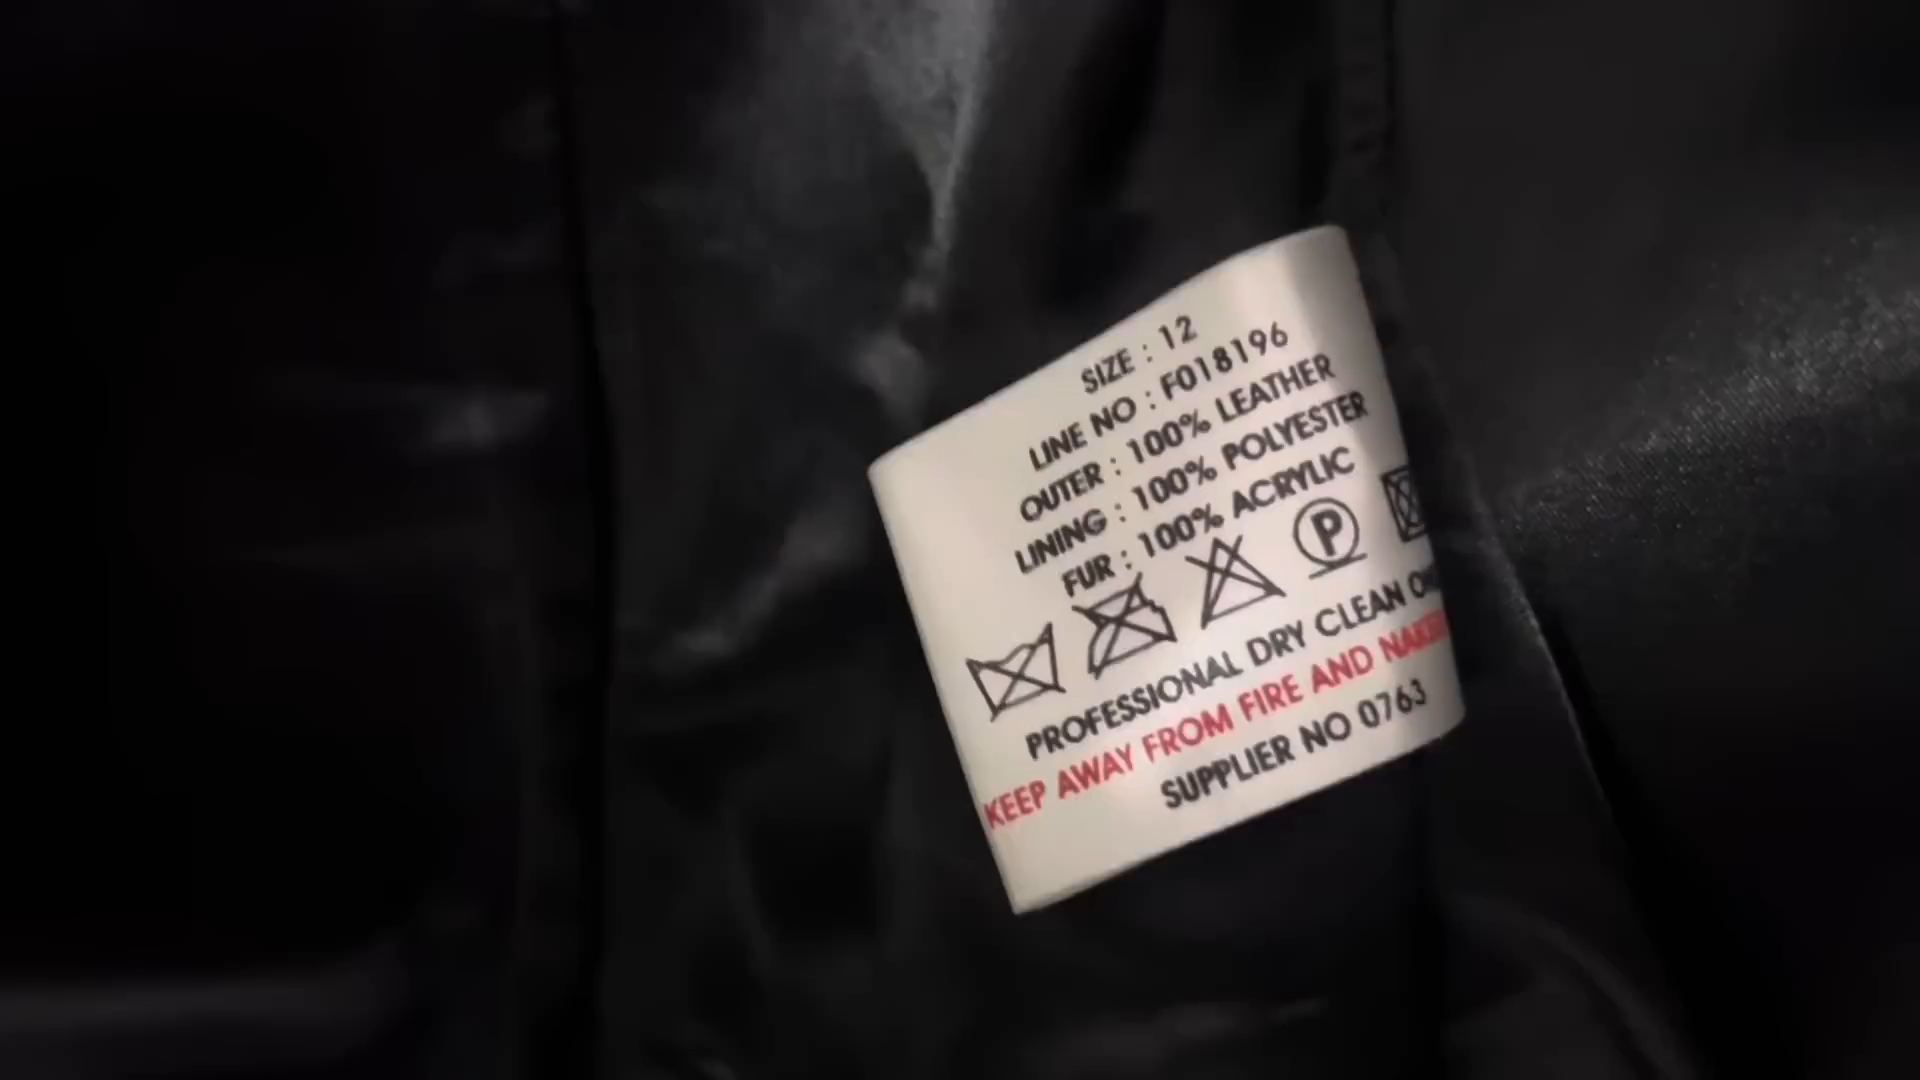 SIZE : 12
LINE NO : F018196
OUTER : 100% LEATHER
LINING : 100% POLYESTER
FUR : 100% ACRYLIC
P
PROFESSIONAL DRY CLEAN
KEEP AWAY FROM FIRE AND
SUPPLIER NO 0763